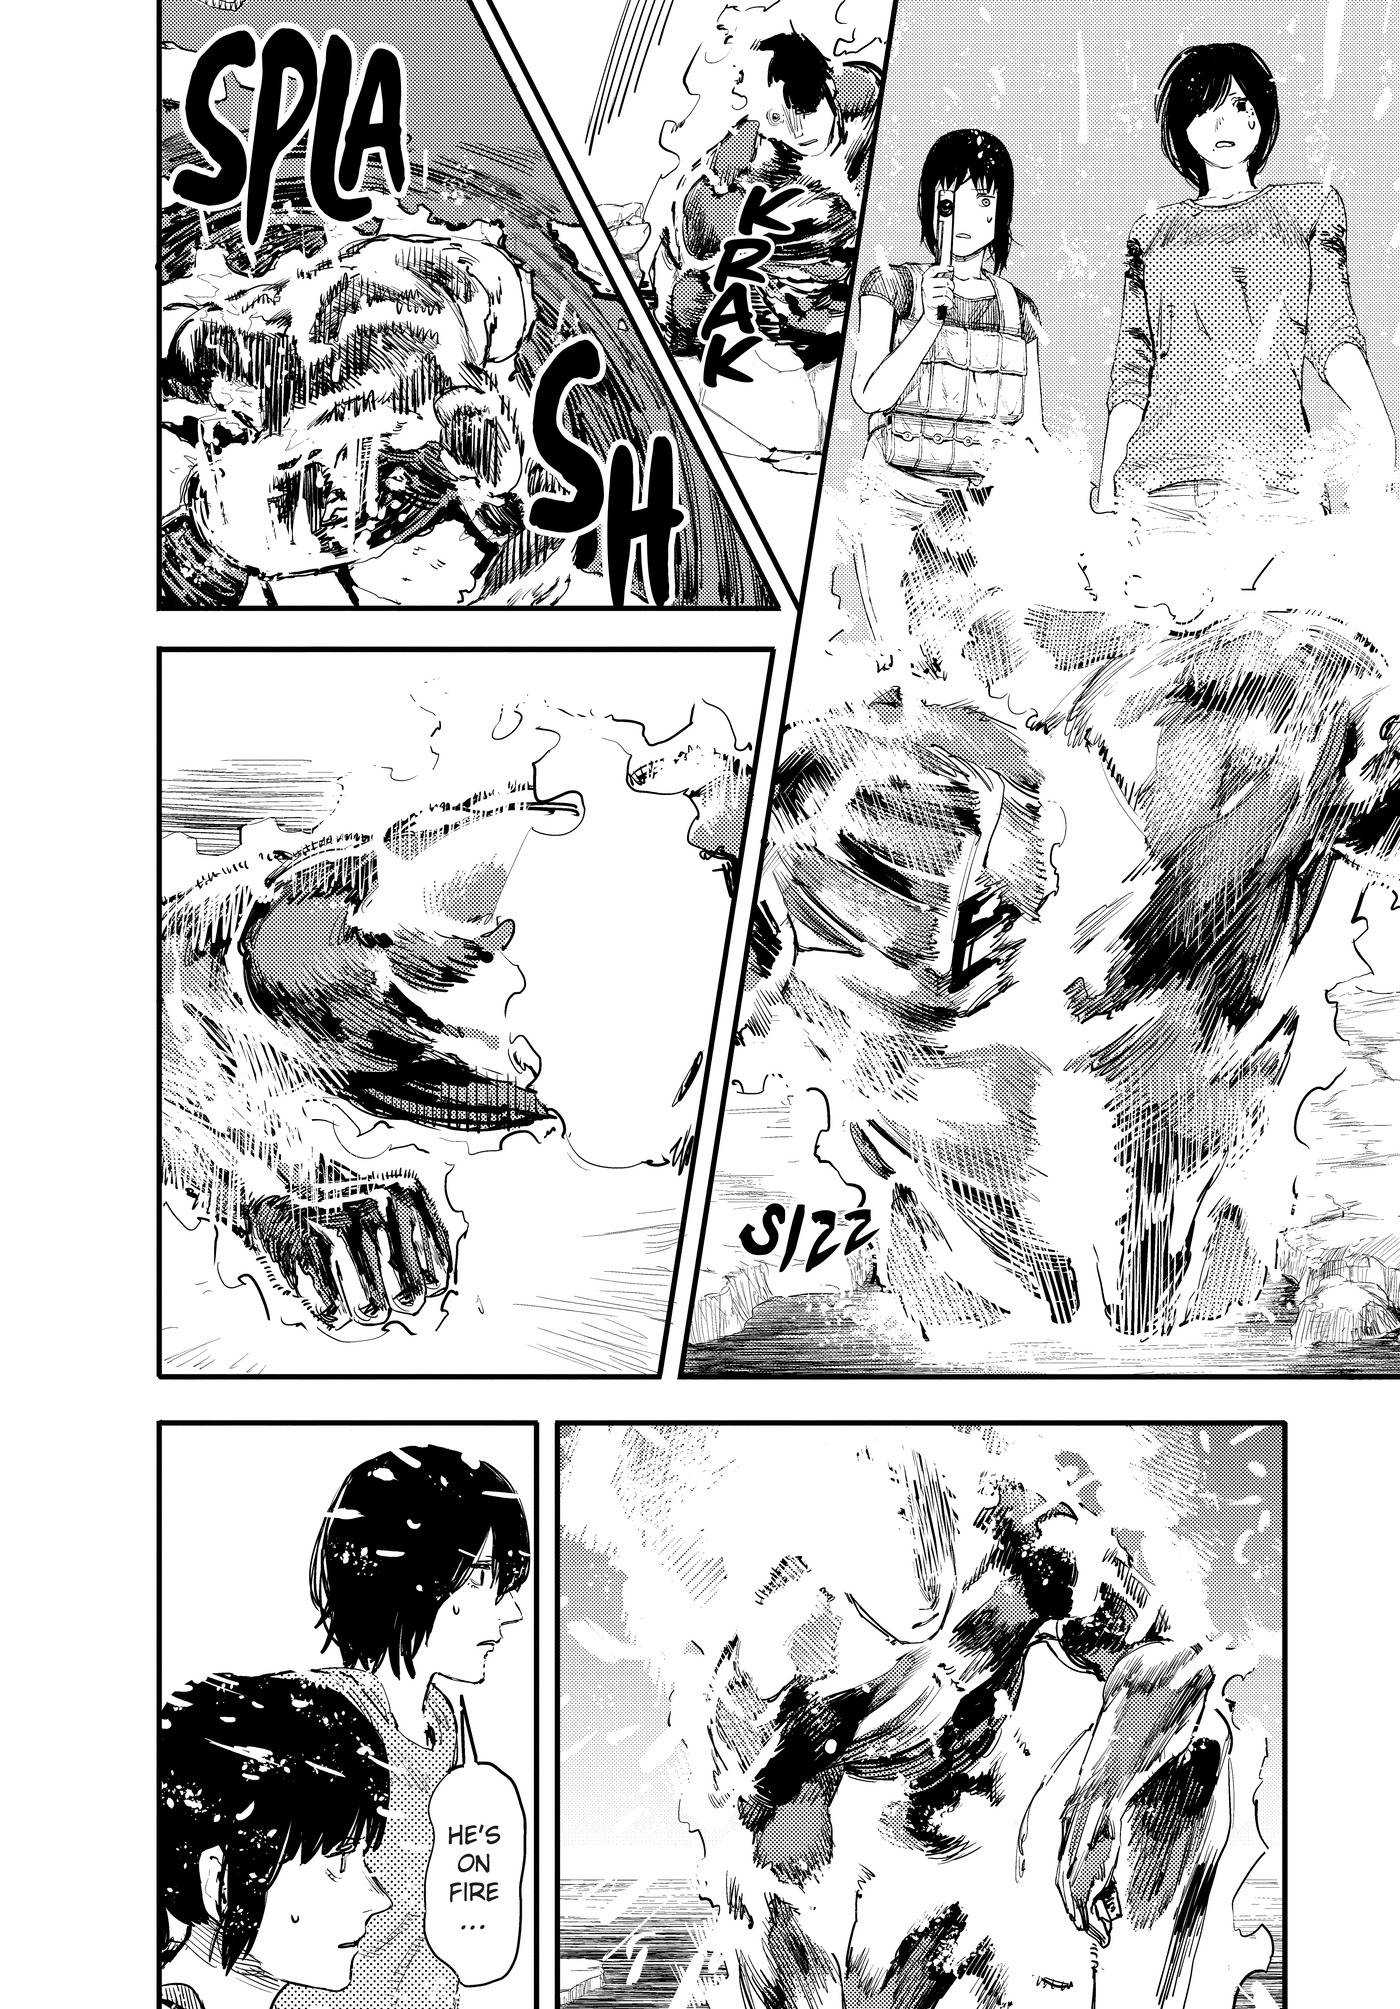 KRAK
SPLA
SH
SIZZ
HE'S
ON
FIRE
...